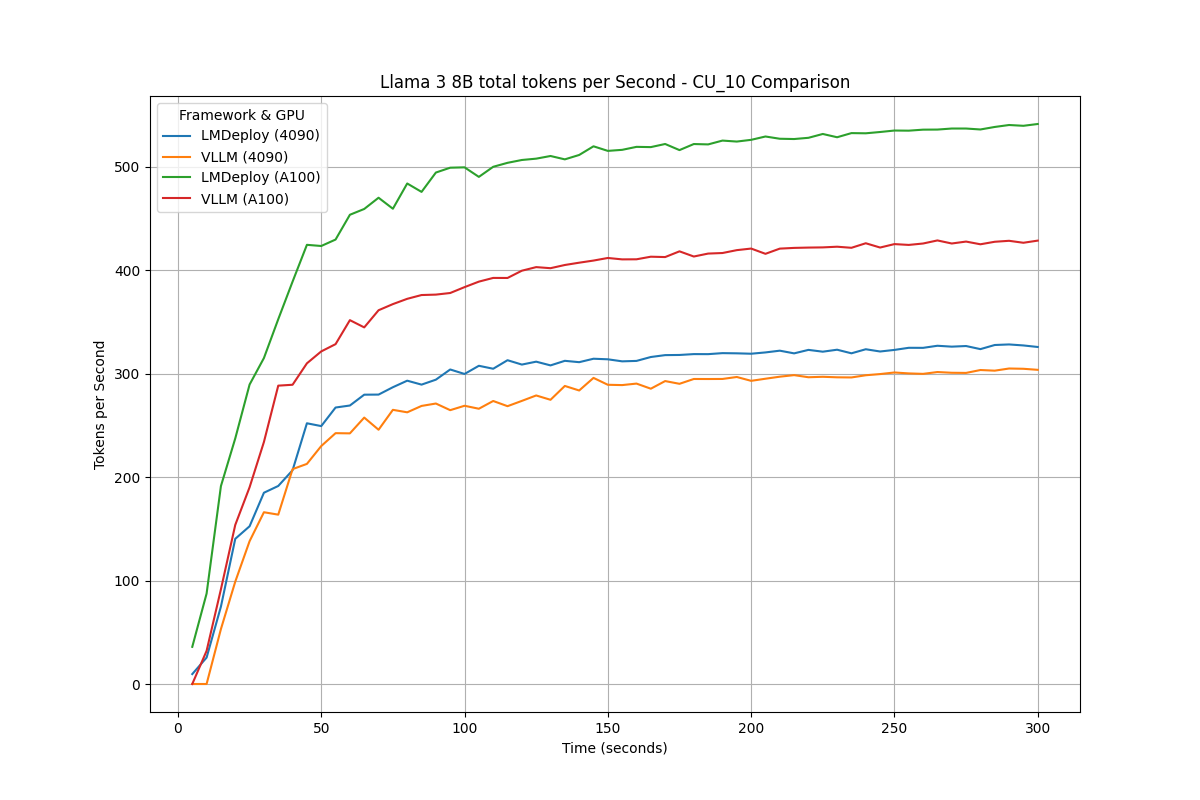 Llama 3 8B total tokens per Second - CU_10 Comparison
Framework & GPU
LMDeploy (4090)
VLLM (4090)
LMDeploy (A100)
VLLM (A100)
Tokens per Second
500
400
300
200
100
0
0 50 100 150 200 250 300
Time (seconds)